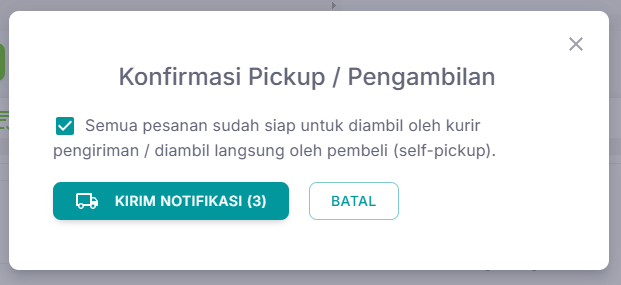 Konfirmasi Pickup / Pengambilan
Semua pesanan sudah siap untuk diambil oleh kurir
pengiriman / diambil langsung oleh pembeli (self-pickup).
KIRIM NOTIFIKASI (3)
BATAL